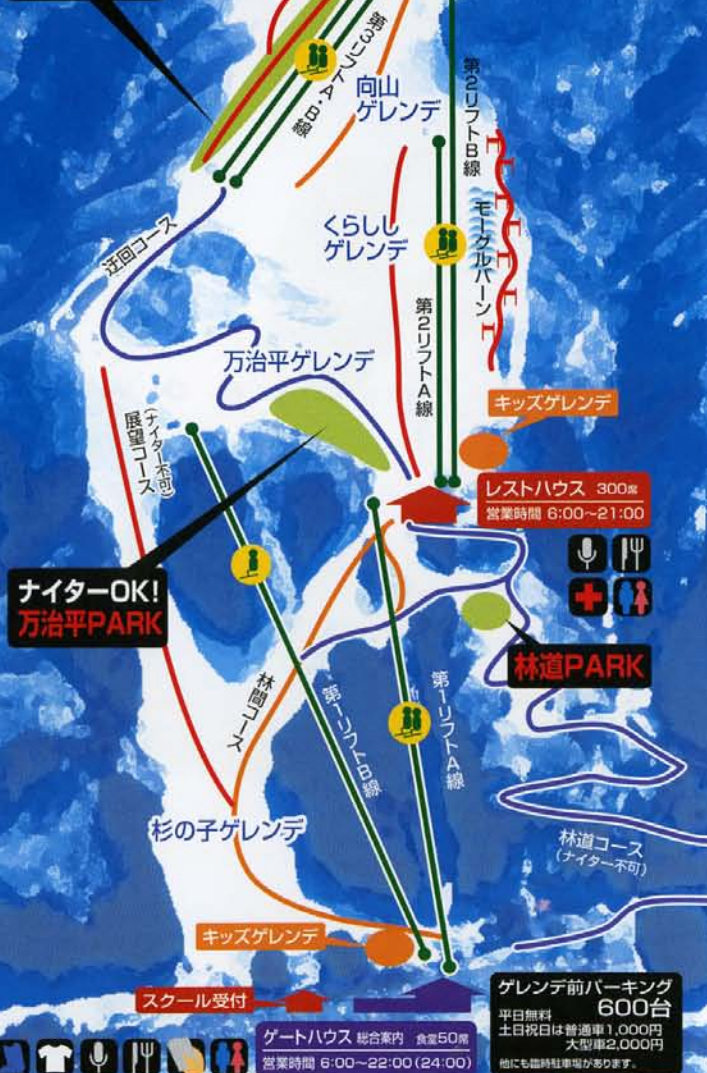 第3リフトA・B線
向山
ゲレンデ
第2リフトB線
モーグルバーン
くらしし
ゲレンデ
迂回コース
第2リフトA線
万治平ゲレンデ
キッズゲレンデ
展望コース
(ナイター不可)
レストハウス 300席
営業時間 6:00〜21:00
ナイターOK!
万治平PARK
林道PARK
林間コース
第1リフトB線
第1リフトA線
杉の子ゲレンデ
林道コース
(ナイター不可)
キッズゲレンデ
スクール受付
ゲートハウス 総合案内 食堂50席
営業時間 6:00〜22:00(24:00)
ゲレンデ前パーキング
600台
平日無料
土日祝日は普通車1,000円
大型車2,000円
他にも臨時駐車場があります。